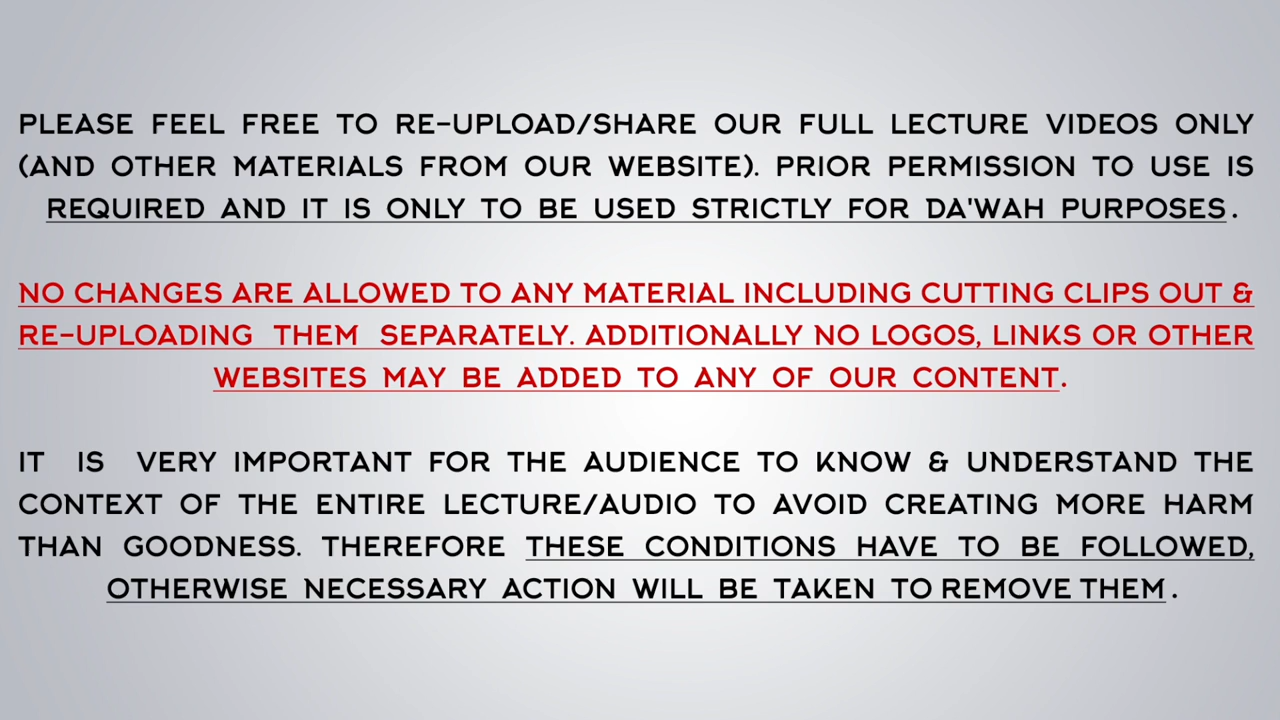 PLEASE FEEL FREE TO RE-UPLOAD/SHARE OUR FULL LECTURE VIDEOS ONLY
(AND OTHER MATERIALS FROM OUR WEBSITE). PRIOR PERMISSION TO USE IS
REQUIRED AND IT IS ONLY TO BE USED STRICTLY FOR DA'WAH PURPOSES.
NO CHANGES ARE ALLOWED TO ANY MATERIAL INCLUDING CUTTING CLIPS OUT &
RE-UPLOADING THEM SEPARATELY. ADDITIONALLY NO LOGOS, LINKS OR OTHER
WEBSITES MAY BE ADDED TO ANY OF OUR CONTENT.
IT IS VERY IMPORTANT FOR THE AUDIENCE TO KNOW & UNDERSTAND THE
CONTEXT OF THE ENTIRE LECTURE/AUDIO TO AVOID CREATING MORE HARM
THAN GOODNESS. THEREFORE THESE CONDITIONS HAVE TO BE FOLLOWED,
OTHERWISE NECESSARY ACTION WILL BE TAKEN TO REMOVE THEM.